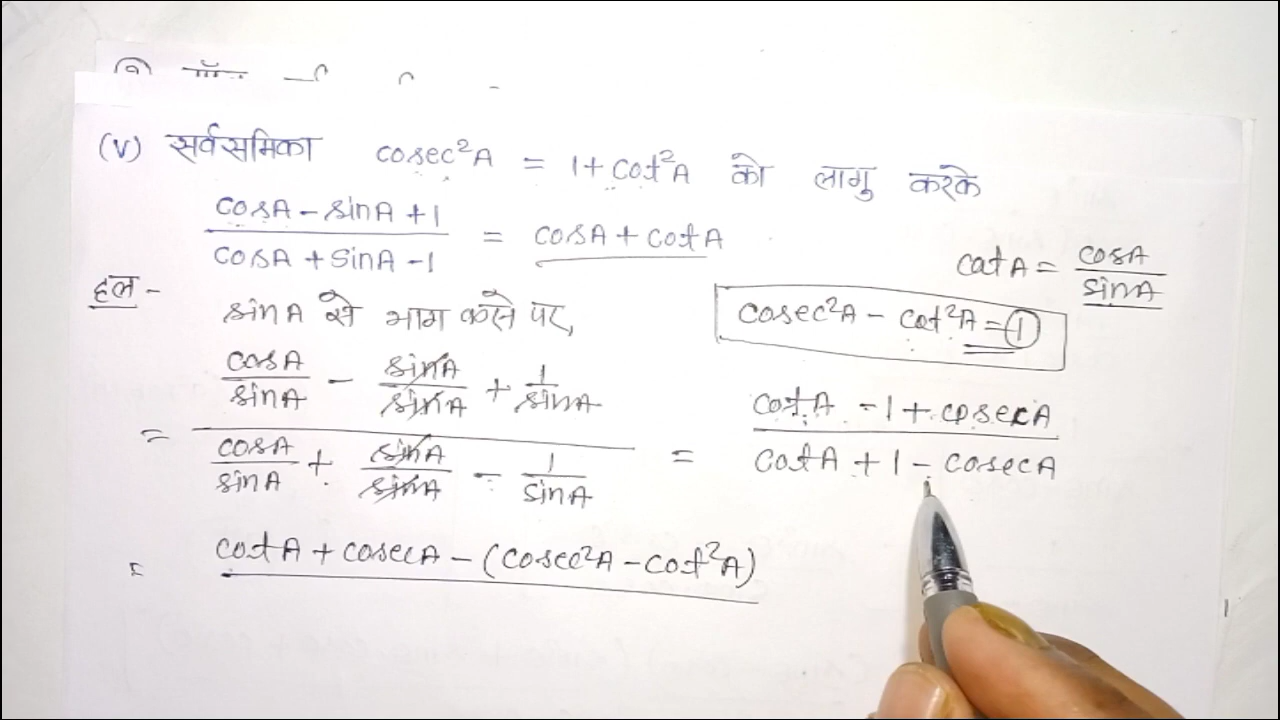 (v) सर्वसमिका cosec²A = 1 + cot²A को लागु करके
cosA - sinA + 1 / cosA + sinA - 1 = cosA + cotA
catA = cosA / sinA
हल -
sinA से भाग करने पर,
cosec²A - cot²A = 1
cosA/sinA - sinA/sinA + 1/sinA
= cosA/sinA + sinA/sinA - 1/sinA
= cotA - 1 + cosecA / cotA + 1 - cosecA
= cotA + cosecA - (cosec²A - cot²A)